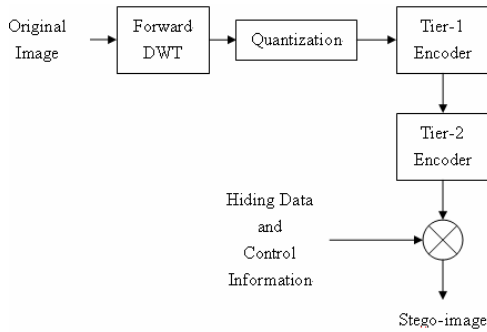 Original
Image
Forward
DWT
Quantization
Tier-1
Encoder
Tier-2
Encoder
Hiding Data
and
Control
Information
Stego-image